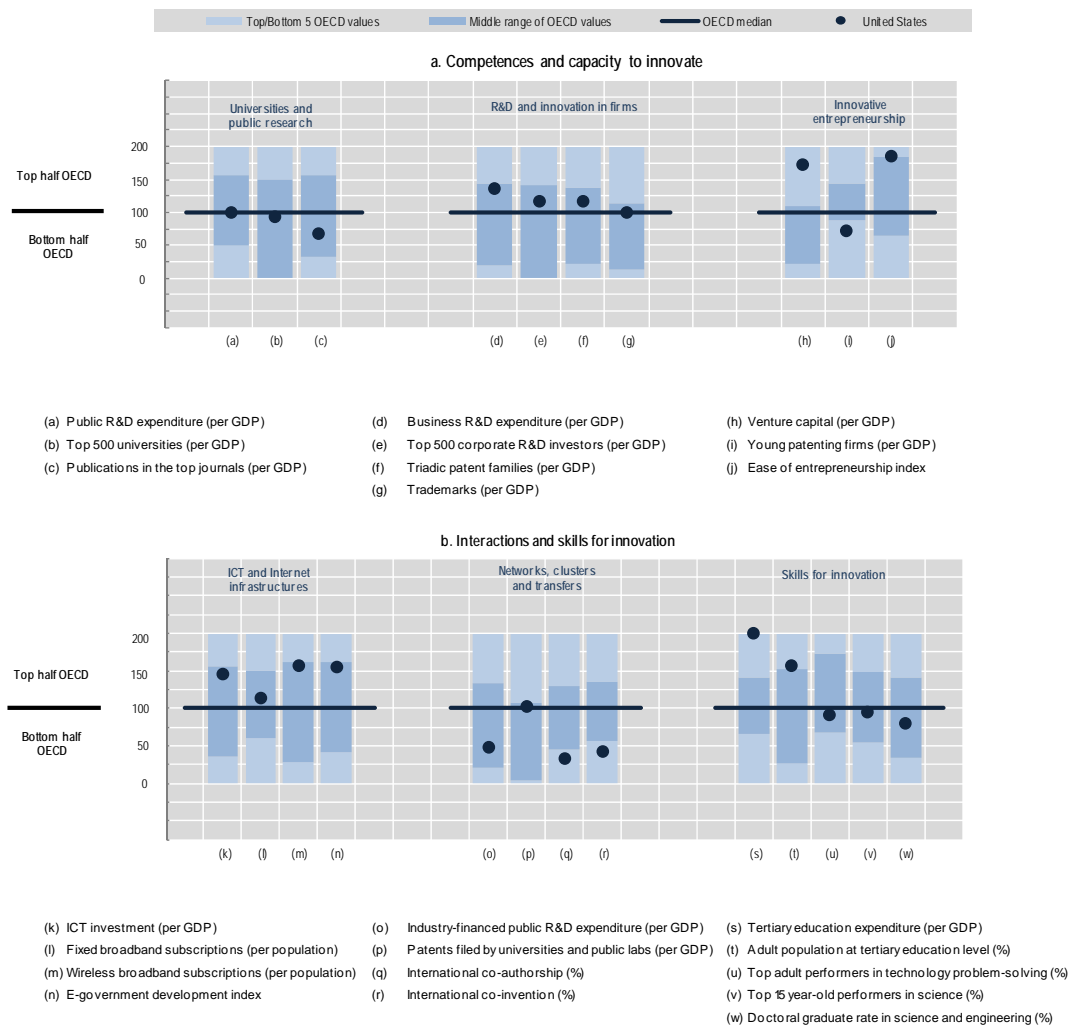 Top/Bottom 5 OECD values Middle range of OECD values OECD median United States
a. Competences and capacity to innovate
Universities and
public research
R&D and innovation in firms
Innovative
entrepreneurship
200
150
100
50
0
Top half OECD
Bottom half
OECD
(a) (b) (c) (d) (e) (f) (g) (h) (i) (j)
(a) Public R&D expenditure (per GDP)
(b) Top 500 universities (per GDP)
(c) Publications in the top journals (per GDP)
(d) Business R&D expenditure (per GDP)
(e) Top 500 corporate R&D investors (per GDP)
(f) Triadic patent families (per GDP)
(g) Trademarks (per GDP)
(h) Venture capital (per GDP)
(i) Young patenting firms (per GDP)
(j) Ease of entrepreneurship index
b. Interactions and skills for innovation
ICT and Internet
infrastructures
Networks, clusters
and transfers
Skills for innovation
200
150
100
50
0
Top half OECD
Bottom half
OECD
(k) (l) (m) (n) (o) (p) (q) (r) (s) (t) (u) (v) (w)
(k) ICT investment (per GDP)
(l) Fixed broadband subscriptions (per population)
(m) Wireless broadband subscriptions (per population)
(n) E-government development index
(o) Industry-financed public R&D expenditure (per GDP)
(p) Patents filed by universities and public labs (per GDP)
(q) International co-authorship (%)
(r) International co-invention (%)
(s) Tertiary education expenditure (per GDP)
(t) Adult population at tertiary education level (%)
(u) Top adult performers in technology problem-solving (%)
(v) Top 15 year-old performers in science (%)
(w) Doctoral graduate rate in science and engineering (%)